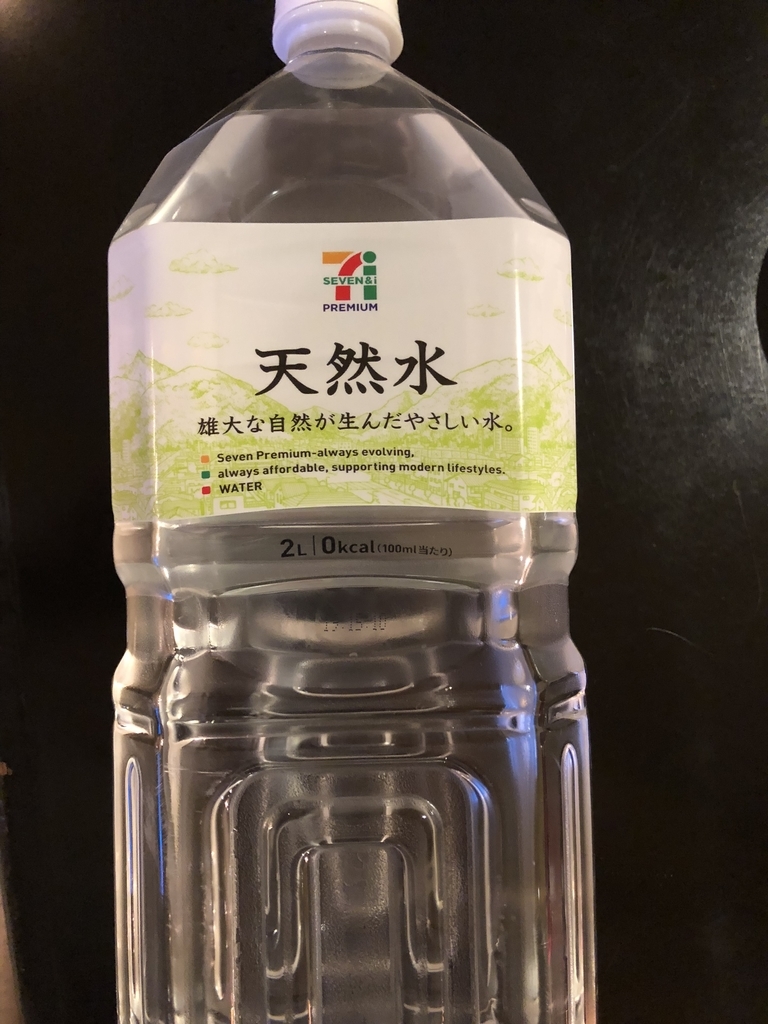 7i
SEVEN&i
PREMIUM
天然水
雄大な自然が生んだやさしい水。
Seven Premium-always evolving,
always affordable, supporting modern lifestyles.
WATER
2L|0kcal(100ml当たり)